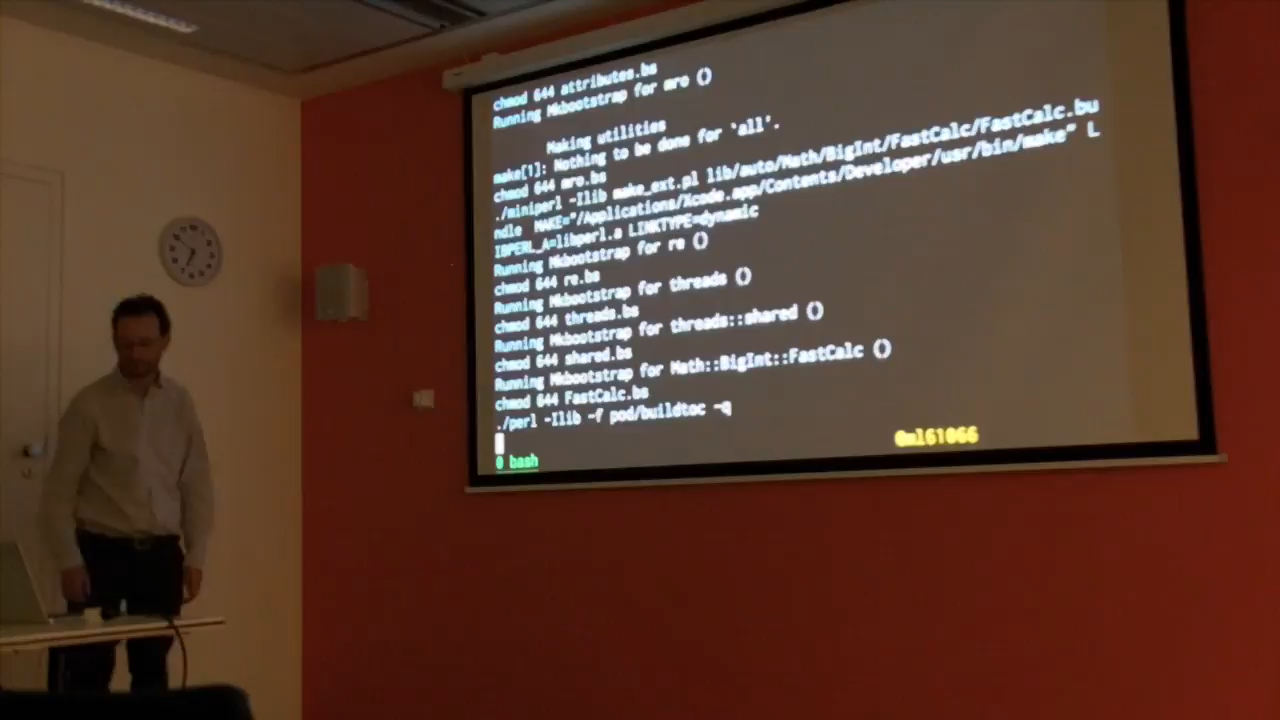 chmod 644 attributes.bs
Running Mkbootstrap for mro ()
Making utilities
make[1]: Nothing to be done for `all'.
chmod 644 mro.bs
./miniperl -Ilib make_ext.pl lib/auto/Math/BigInt/FastCalc/FastCalc.bu
ndle  MAKE="/Applications/Xcode.app/Contents/Developer/usr/bin/make" L
IBPERL_A=libperl.a LINKTYPE=dynamic
Running Mkbootstrap for re ()
chmod 644 re.bs
Running Mkbootstrap for threads ()
chmod 644 threads.bs
Running Mkbootstrap for threads::shared ()
chmod 644 shared.bs
Running Mkbootstrap for Math::BigInt::FastCalc ()
chmod 644 FastCalc.bs
./perl -Ilib -f pod/buildtoc -q
0 bash
@ml61066